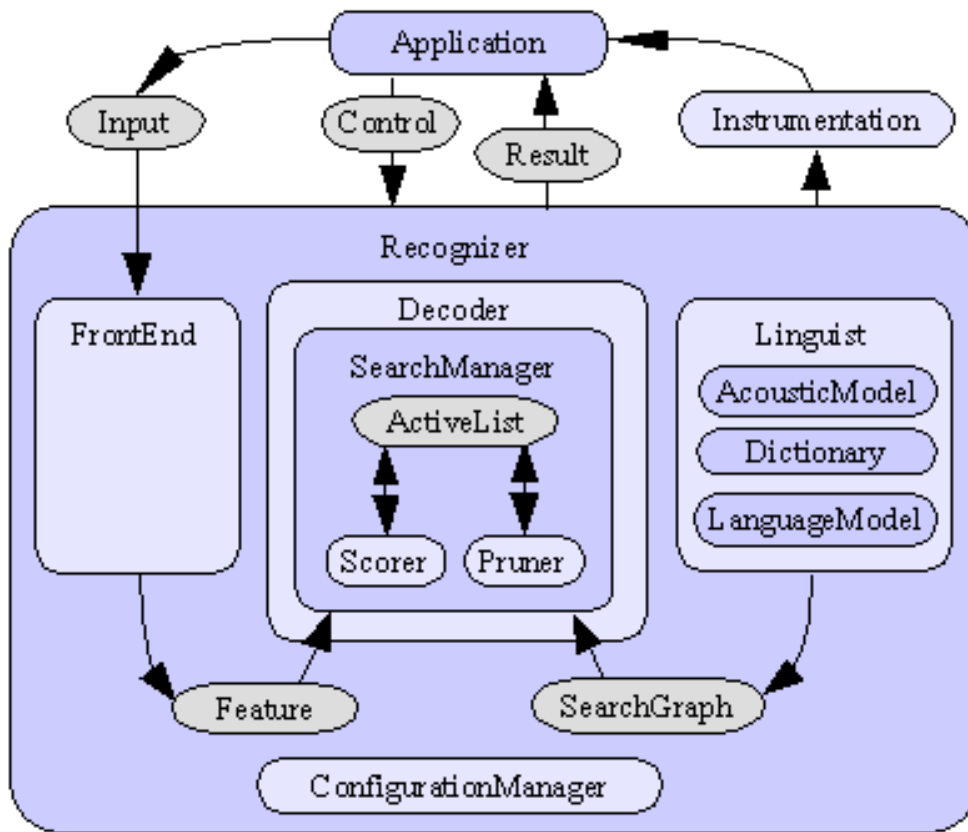 Application
Input
Control
Result
Instrumentation
Recognizer
FrontEnd
Decoder
SearchManager
ActiveList
Scorer
Pruner
Linguist
AcousticModel
Dictionary
LanguageModel
Feature
SearchGraph
ConfigurationManager